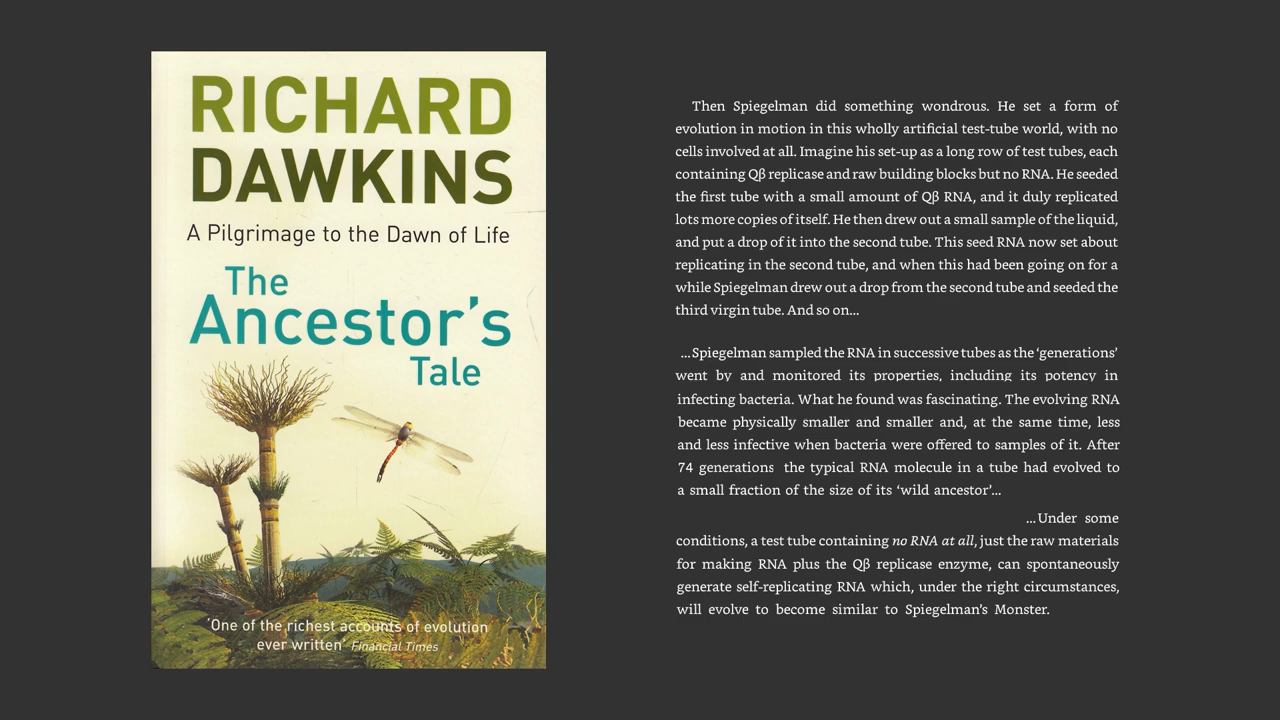 RICHARD
DAWKINS
A Pilgrimage to the Dawn of Life
The
Ancestor's
Tale
'One of the richest accounts of evolution
ever written' Financial Times
Then Spiegelman did something wondrous. He set a form of
evolution in motion in this wholly artificial test-tube world, with no
cells involved at all. Imagine his set-up as a long row of test tubes, each
containing Qβ replicase and raw building blocks but no RNA. He seeded
the first tube with a small amount of Qβ RNA, and it duly replicated
lots more copies of itself. He then drew out a small sample of the liquid,
and put a drop of it into the second tube. This seed RNA now set about
replicating in the second tube, and when this had been going on for a
while Spiegelman drew out a drop from the second tube and seeded the
third virgin tube. And so on...
...Spiegelman sampled the RNA in successive tubes as the 'generations'
went by and monitored its properties, including its potency in
infecting bacteria. What he found was fascinating. The evolving RNA
became physically smaller and smaller and, at the same time, less
and less infective when bacteria were offered to samples of it. After
74 generations the typical RNA molecule in a tube had evolved to
a small fraction of the size of its 'wild ancestor'...
...Under some
conditions, a test tube containing no RNA at all, just the raw materials
for making RNA plus the Qβ replicase enzyme, can spontaneously
generate self-replicating RNA which, under the right circumstances,
will evolve to become similar to Spiegelman's Monster.